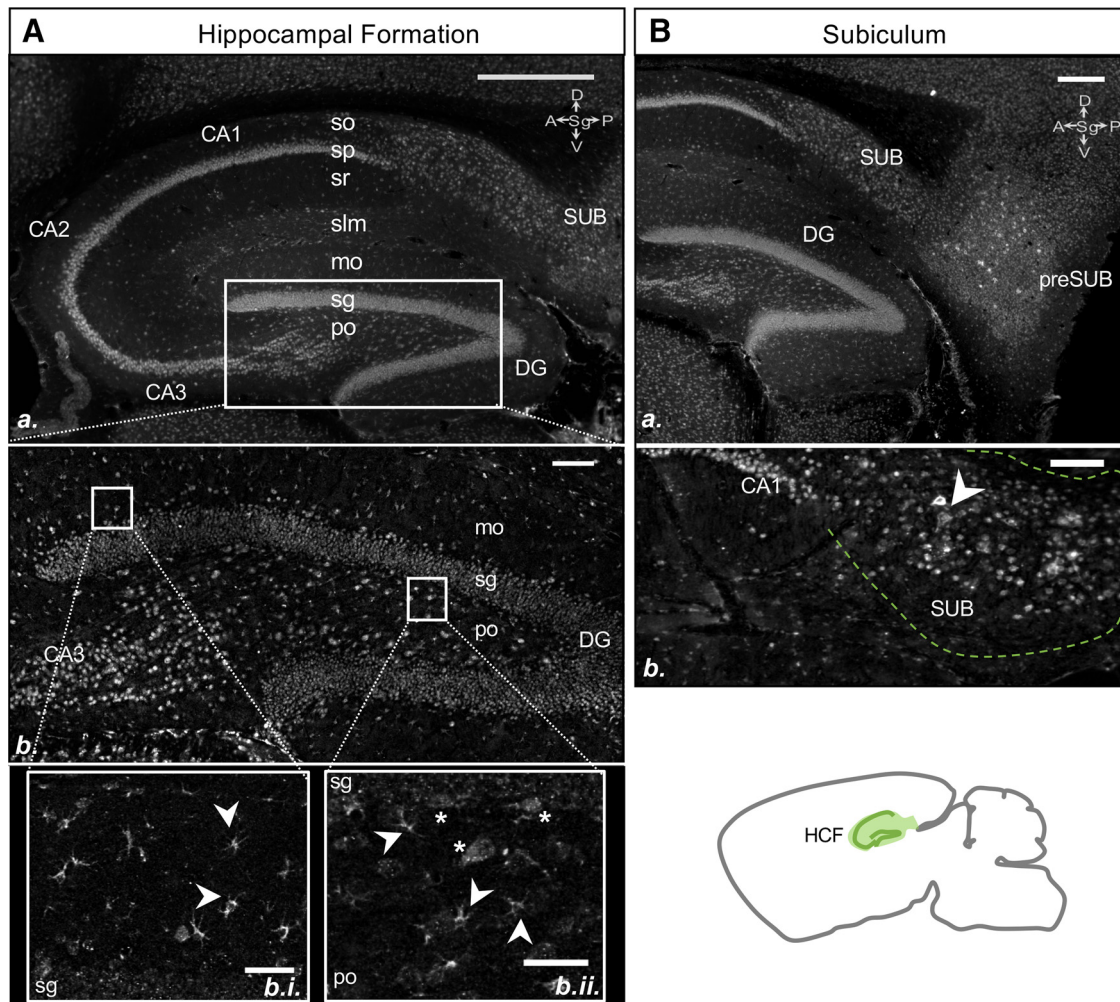 A
Hippocampal Formation
D
A Sg P
V
CA1
so
sp
sr
CA2
slm
SUB
mo
sg
po
CA3
DG
a.
mo
sg
po
DG
CA3
b.
sg
b.i.
sg
*
*
*
po
b.ii.
B
Subiculum
D
A Sg P
V
SUB
DG
preSUB
a.
CA1
SUB
b.
HCF